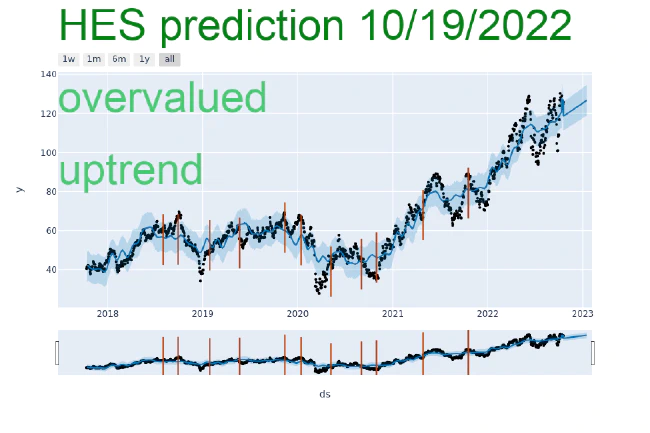 HES prediction 10/19/2022
1w 1m 6m 1y all
140
overvalued
120
100
uptrend
80
y
60
40
2018 2019 2020 2021 2022 2023
ds